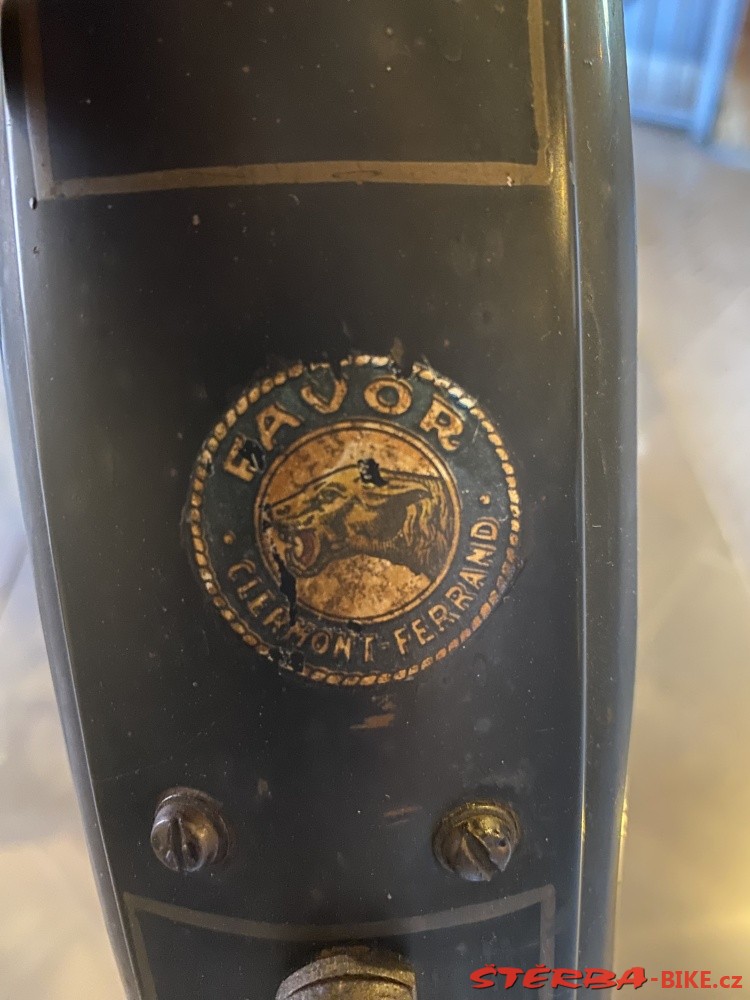 FAVOR
· CLERMONT-FERRAND ·
ŠTĚRBA-BIKE.cz